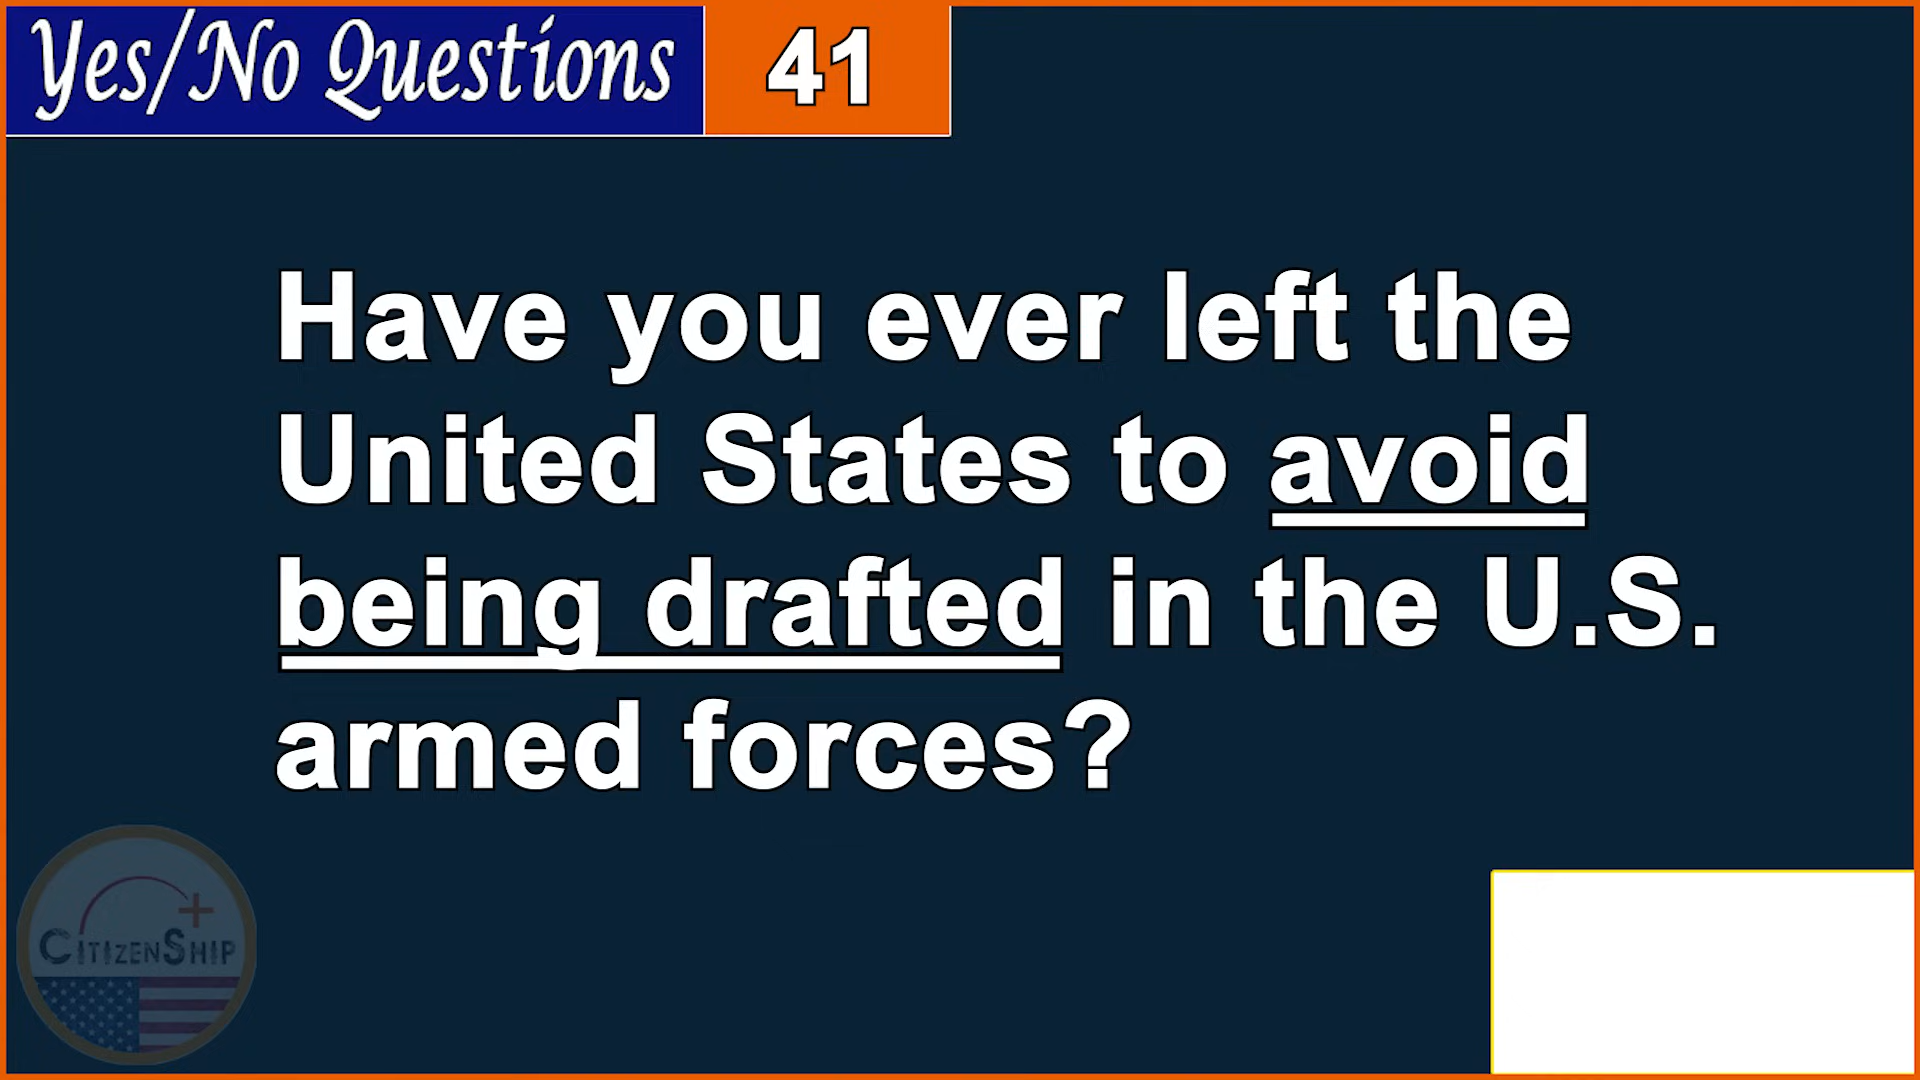 Yes/No Questions
41
Have you ever left the
United States to avoid
being drafted in the U.S.
armed forces?
CITIZENSHIP